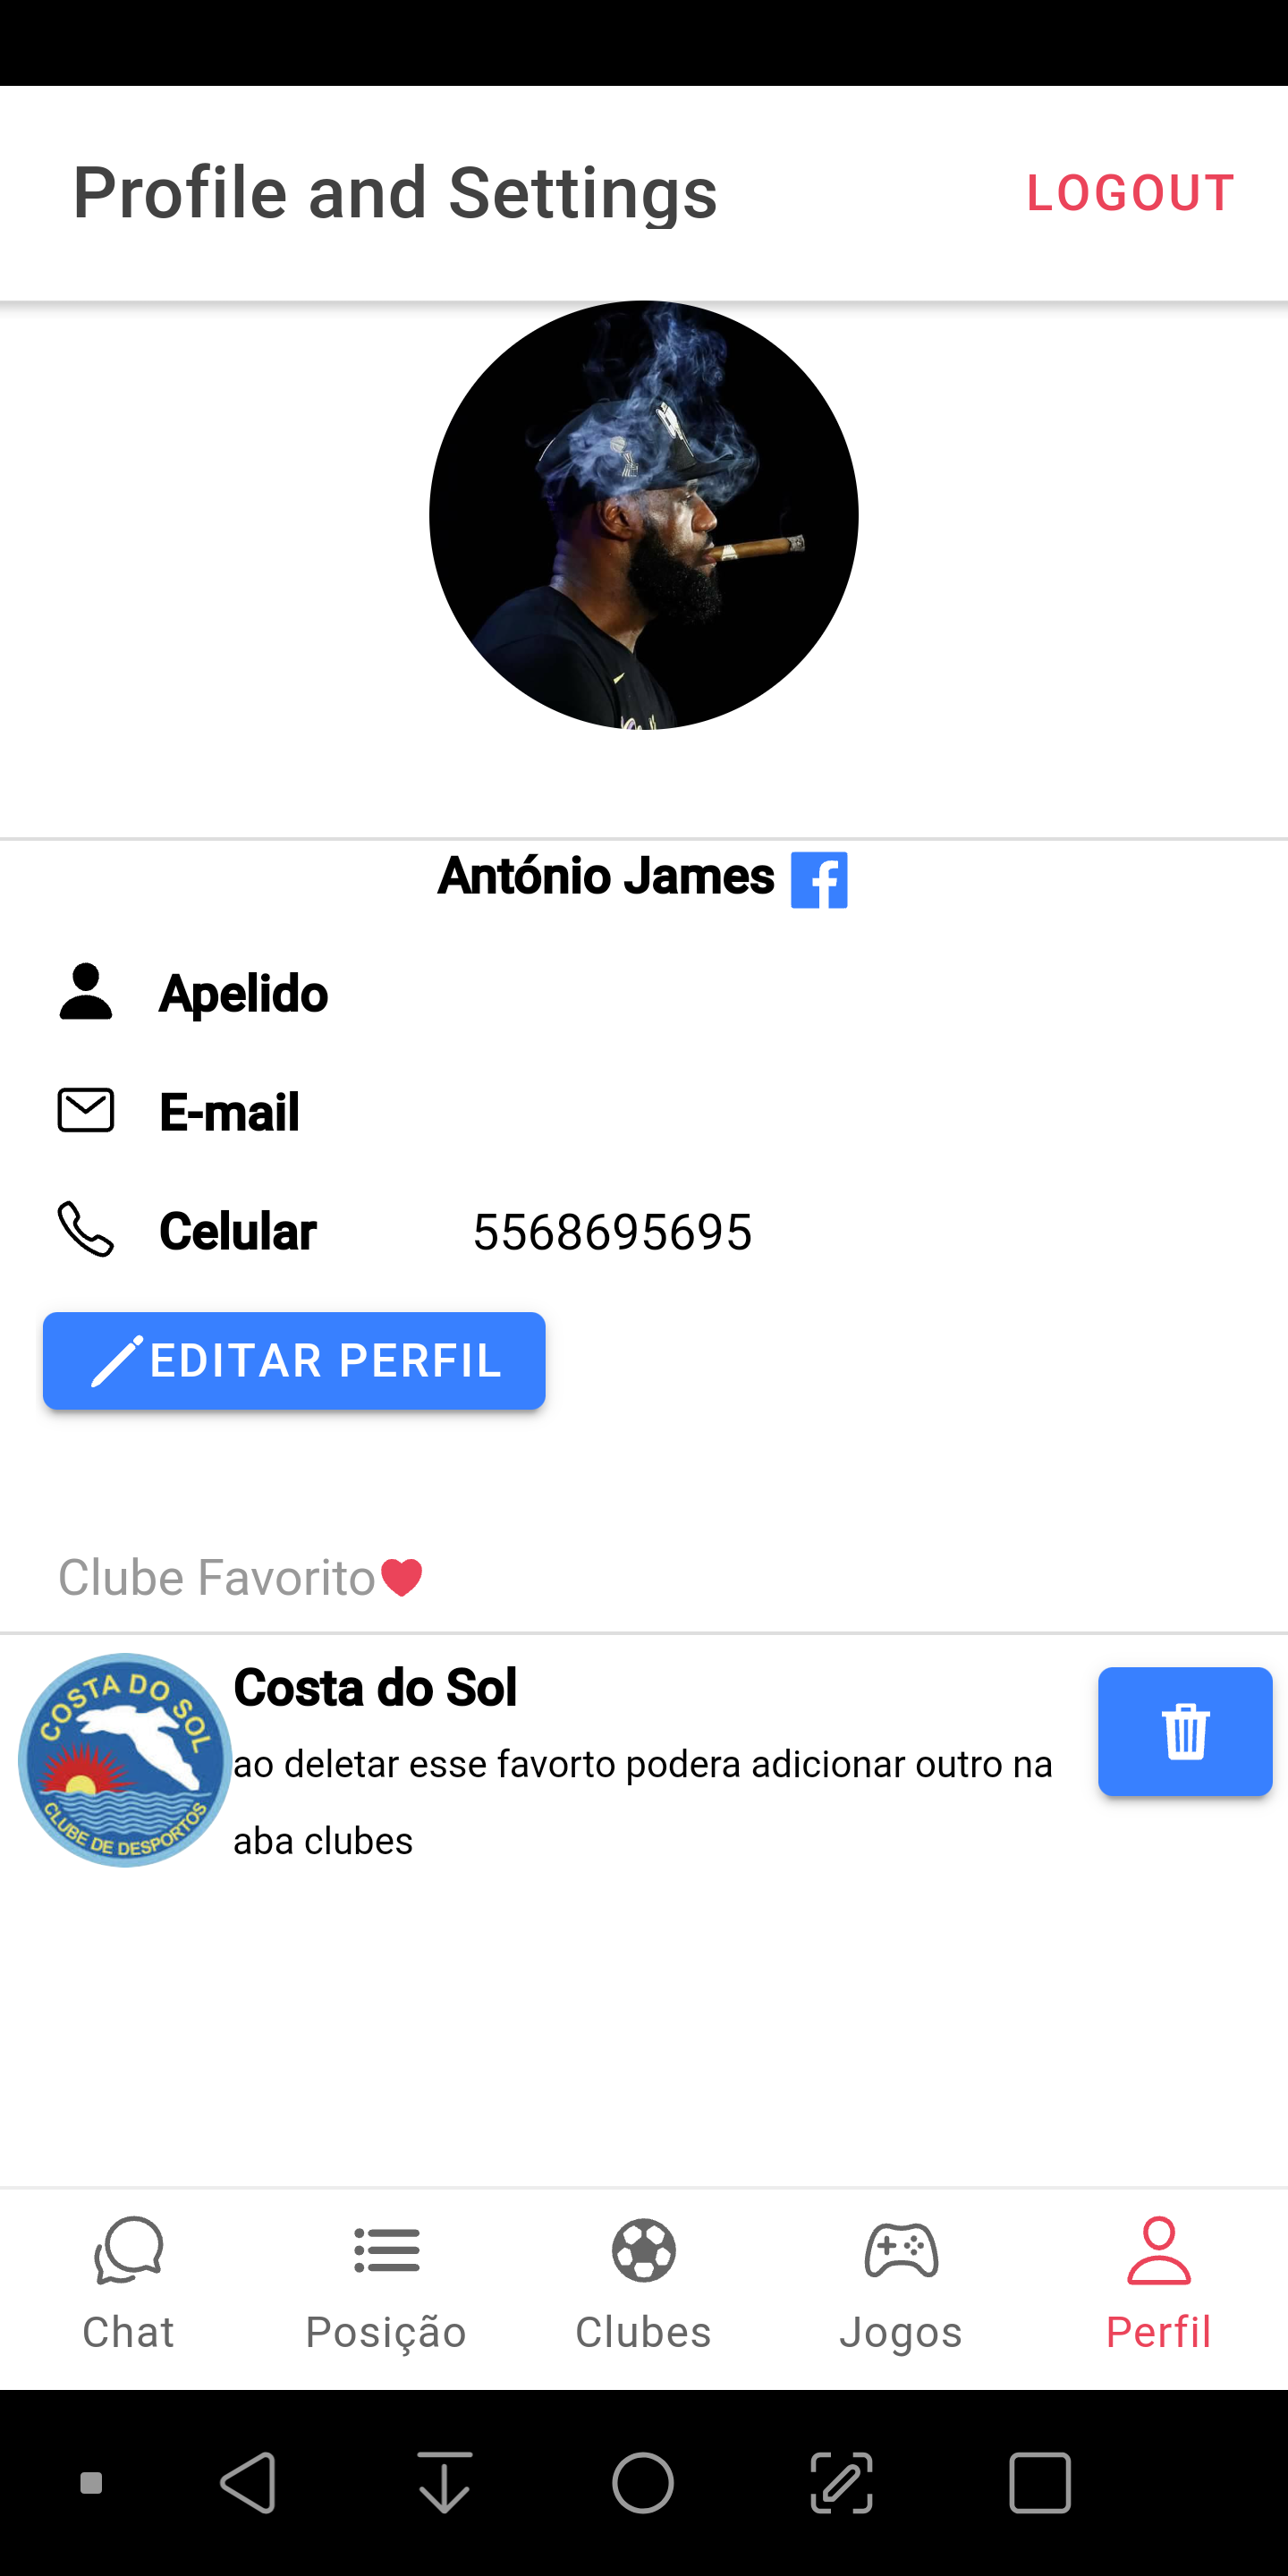 Profile and Settings
LOGOUT
António James
Apelido
E-mail
Celular 5568695695
EDITAR PERFIL
Clube Favorito
COSTA DO SOL
CLUBE DE DESPORTOS
Costa do Sol
ao deletar esse favorto podera adicionar outro na
aba clubes
Chat
Posição
Clubes
Jogos
Perfil